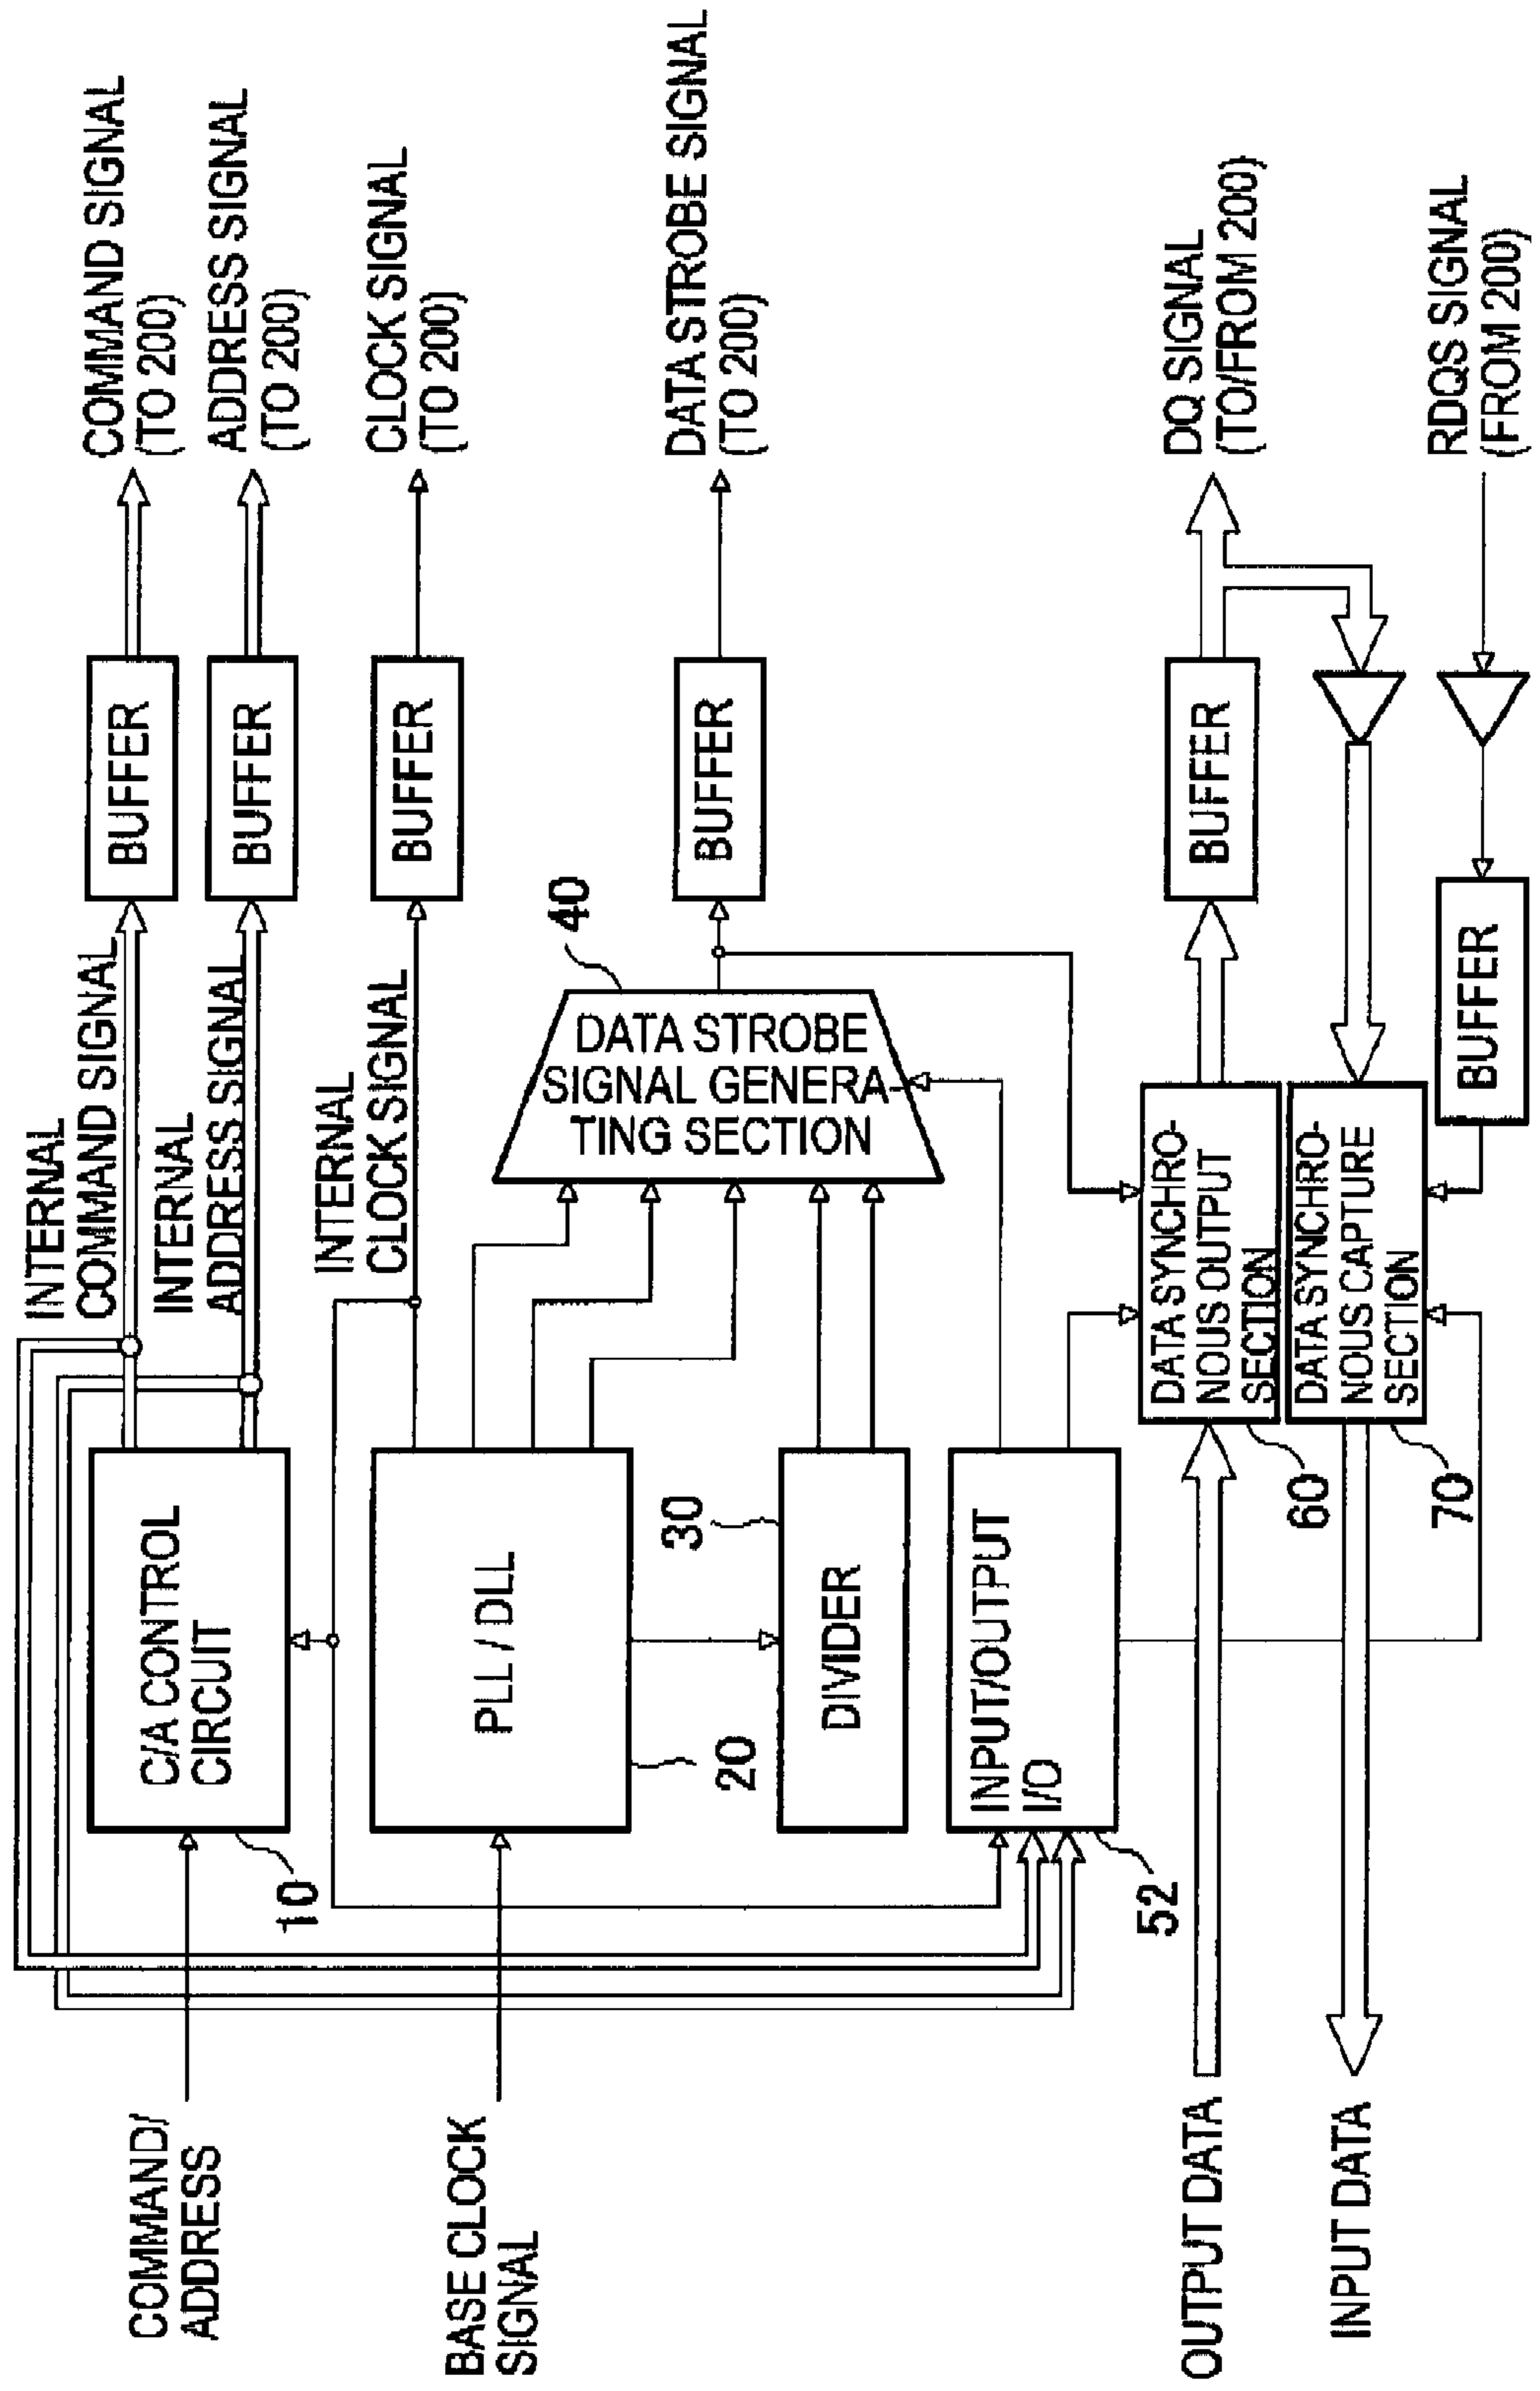 COMMAND/
ADDRESS
BASE CLOCK
SIGNAL
OUTPUT DATA
INPUT DATA
10
C/A CONTROL
CIRCUIT
20
PLL / DLL
30
DIVIDER
52
INPUT/OUTPUT
I/O
INTERNAL
COMMAND SIGNAL
INTERNAL
ADDRESS SIGNAL
INTERNAL
CLOCK SIGNAL
40
DATA STROBE
SIGNAL GENERA-
TING SECTION
60
DATA SYNCHRO-
NOUS OUTPUT
SECTION
70
DATA SYNCHRO-
NOUS CAPTURE
SECTION
BUFFER
BUFFER
BUFFER
BUFFER
BUFFER
BUFFER
COMMAND SIGNAL
(TO 200)
ADDRESS SIGNAL
(TO 200)
CLOCK SIGNAL
(TO 200)
DATA STROBE SIGNAL
(TO 200)
DQ SIGNAL
(TO/FROM 200)
RDQS SIGNAL
(FROM 200)